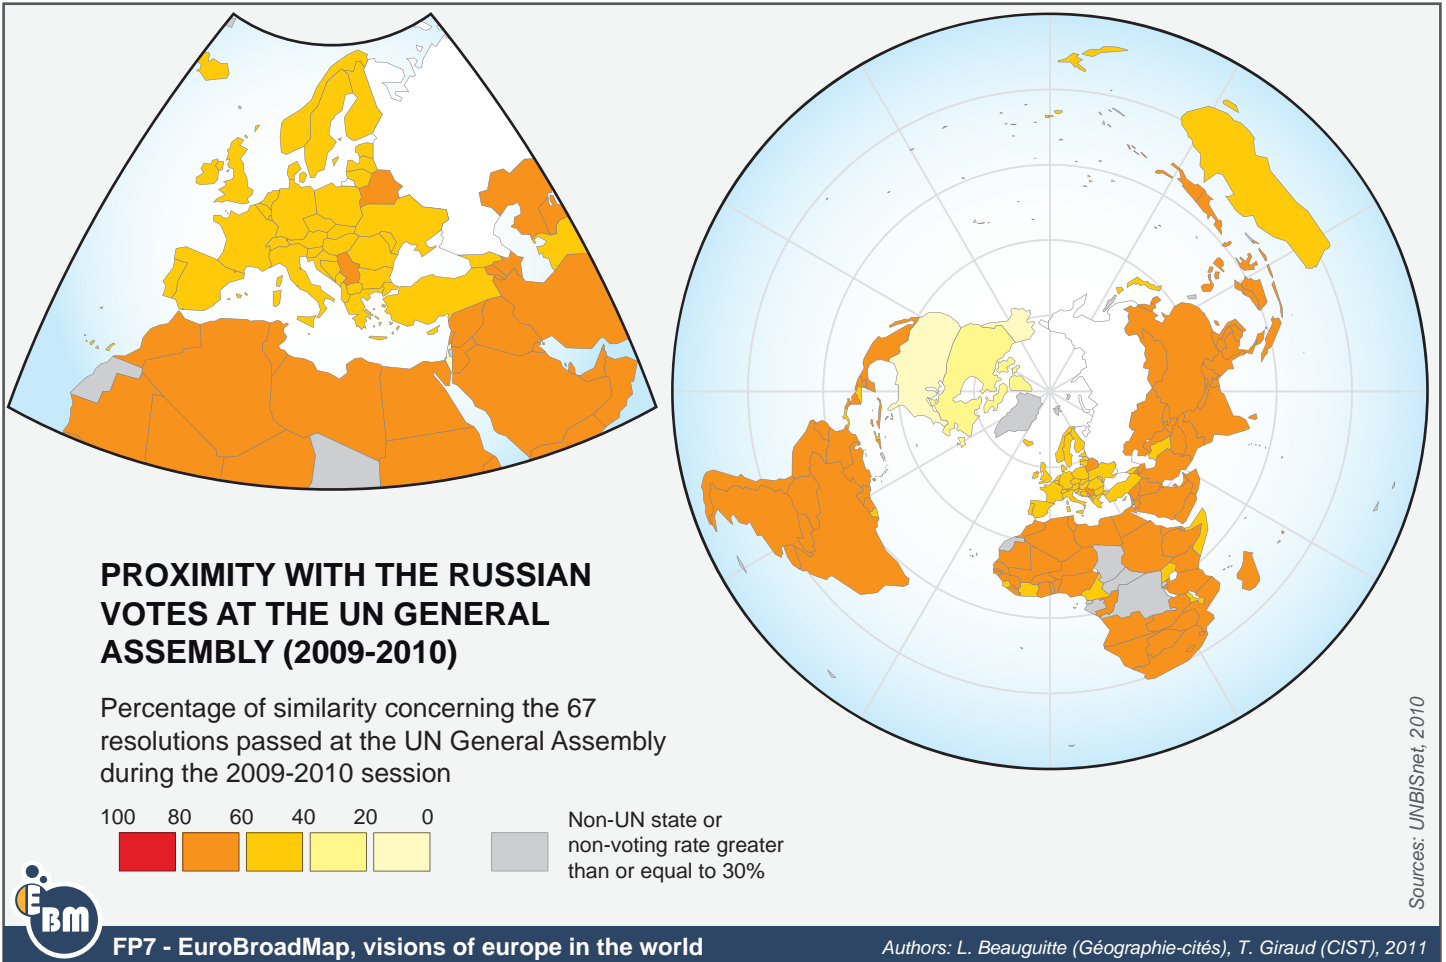 PROXIMITY WITH THE RUSSIAN
VOTES AT THE UN GENERAL
ASSEMBLY (2009-2010)
Percentage of similarity concerning the 67
resolutions passed at the UN General Assembly
during the 2009-2010 session
100 80 60 40 20 0
Non-UN state or
non-voting rate greater
than or equal to 30%
Sources: UNBISnet, 2010
EBM
FP7 - EuroBroadMap, visions of europe in the world
Authors: L. Beauguitte (Géographie-cités), T. Giraud (CIST), 2011